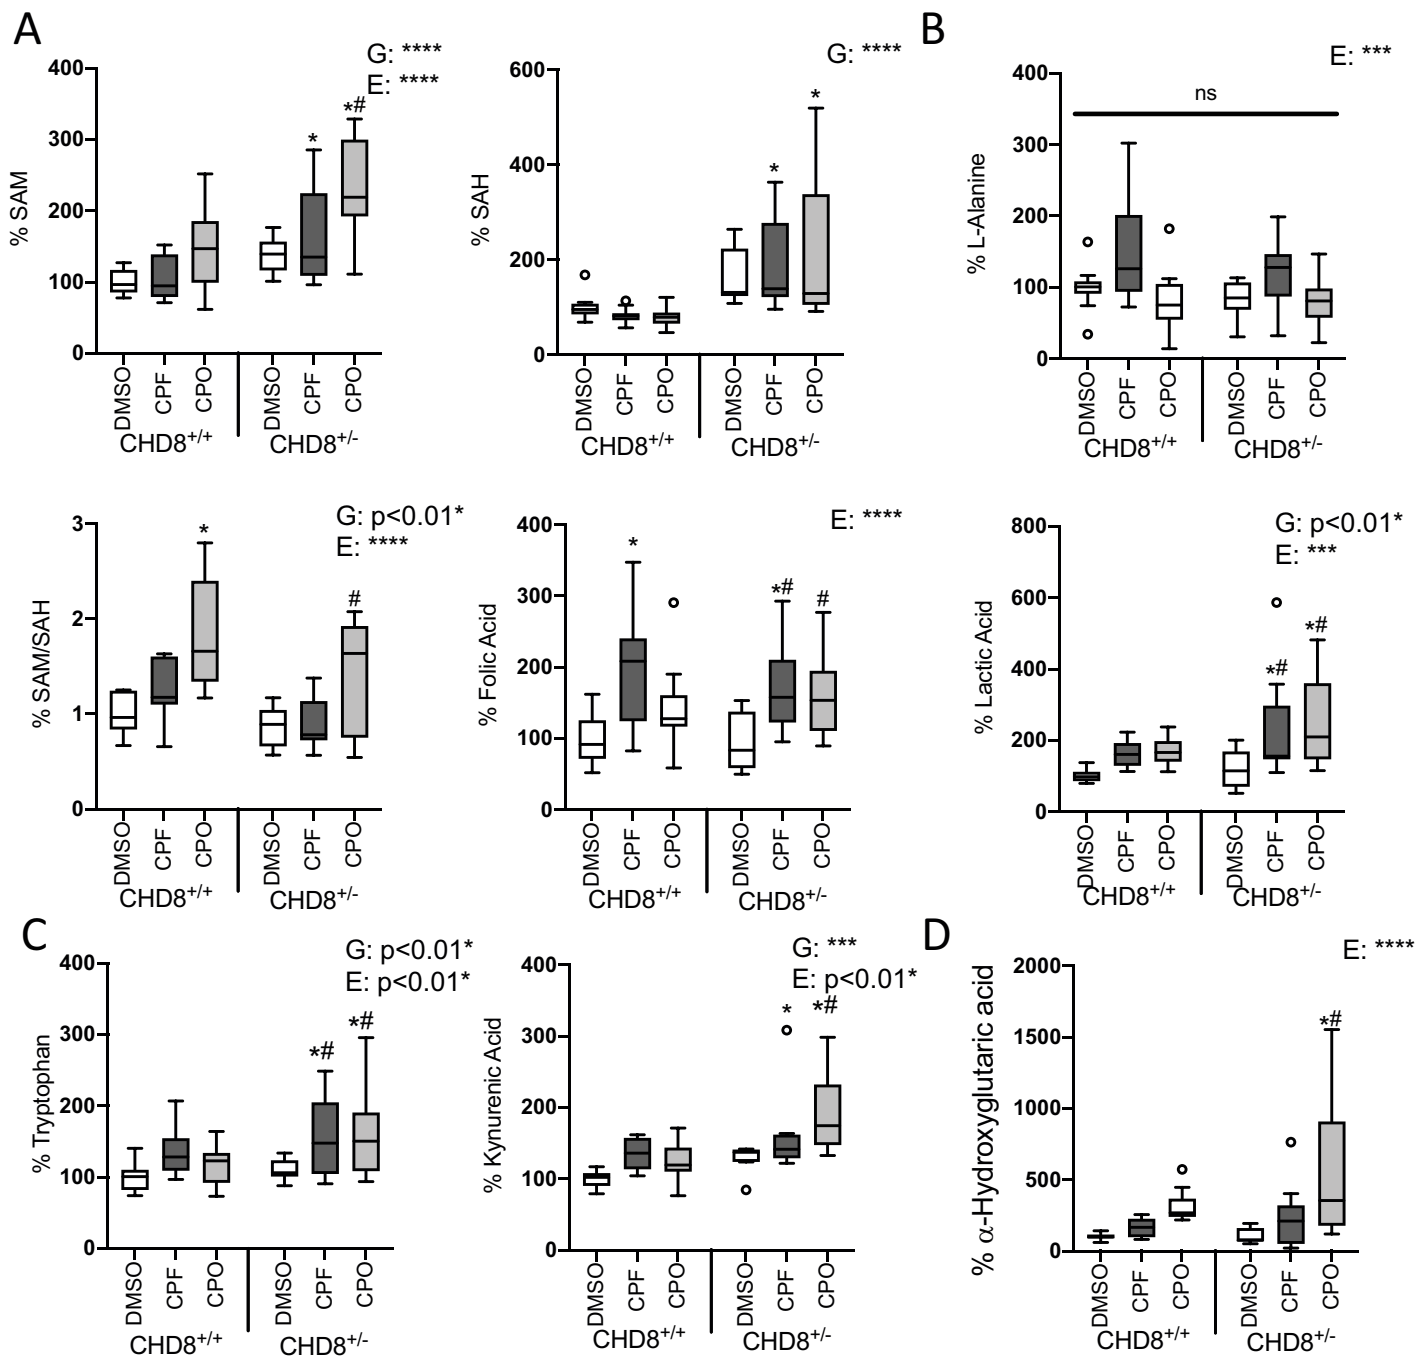 A
G: ****
E: ****
% SAM
400
300
200
100
0
*
*#
DMSO
CPF
CPO
DMSO
CPF
CPO
CHD8+/+
CHD8+/-
G: ****
% SAH
600
400
200
0
*
*
DMSO
CPF
CPO
DMSO
CPF
CPO
CHD8+/+
CHD8+/-
B
E: ***
% L-Alanine
400
300
200
100
0
ns
DMSO
CPF
CPO
DMSO
CPF
CPO
CHD8+/+
CHD8+/-
G: p<0.01*
E: ****
% SAM/SAH
3
2
1
0
*
#
DMSO
CPF
CPO
DMSO
CPF
CPO
CHD8+/+
CHD8+/-
E: ****
% Folic Acid
400
300
200
100
0
*
*#
#
DMSO
CPF
CPO
DMSO
CPF
CPO
CHD8+/+
CHD8+/-
G: p<0.01*
E: ***
% Lactic Acid
800
600
400
200
0
*#
*#
DMSO
CPF
CPO
DMSO
CPF
CPO
CHD8+/+
CHD8+/-
C
G: p<0.01*
E: p<0.01*
% Tryptophan
400
300
200
100
0
*#
*#
DMSO
CPF
CPO
DMSO
CPF
CPO
CHD8+/+
CHD8+/-
G: ***
E: p<0.01*
% Kynurenic Acid
400
300
200
100
0
*
*#
DMSO
CPF
CPO
DMSO
CPF
CPO
CHD8+/+
CHD8+/-
D
E: ****
% α-Hydroxyglutaric acid
2000
1500
1000
500
0
*#
DMSO
CPF
CPO
DMSO
CPF
CPO
CHD8+/+
CHD8+/-